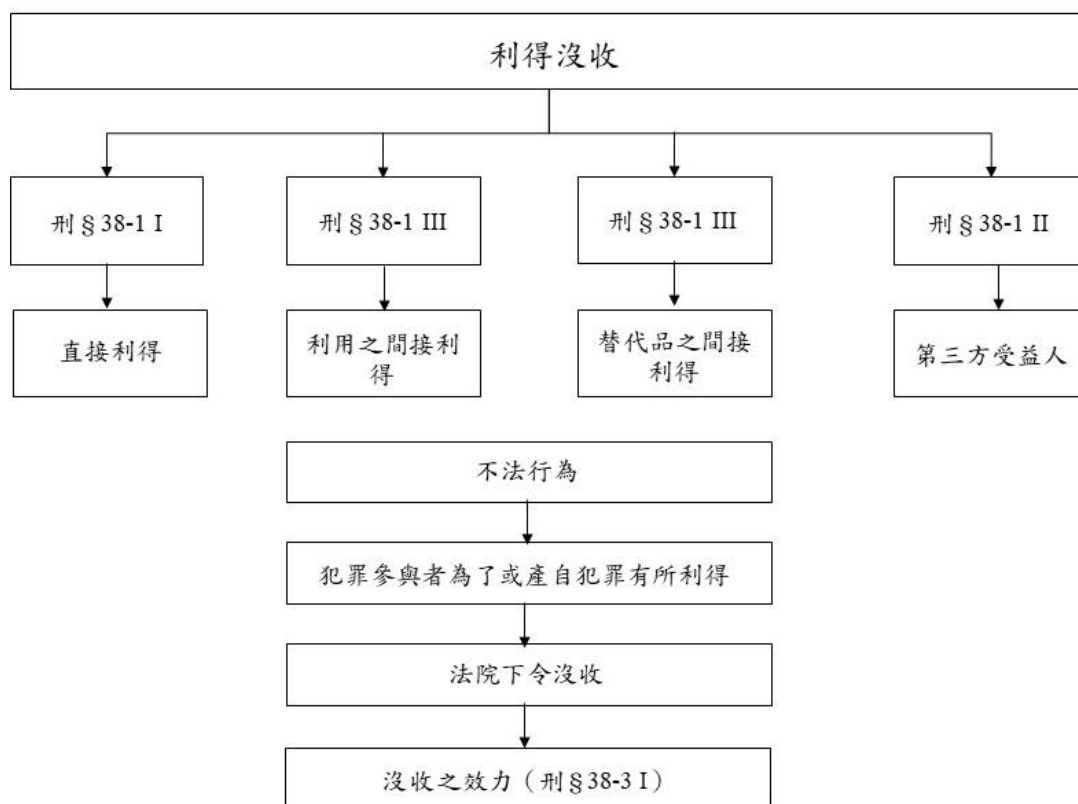 利得沒收
刑§38-1 I
刑§38-1 III
刑§38-1 III
刑§38-1 II
直接利得
利用之間接利
得
替代品之間接
利得
第三方受益人
不法行為
犯罪參與者為了或產自犯罪有所利得
法院下令沒收
沒收之效力（刑§38-3 I）